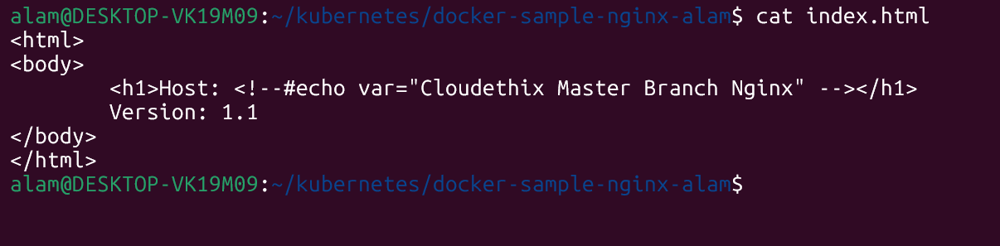 alam@DESKTOP-VK19M09:~/kubernetes/docker-sample-nginx-alam$ cat index.html
<html>
<body>
        <h1>Host: <!--#echo var="Cloudethix Master Branch Nginx" --></h1>
        Version: 1.1
</body>
</html>
alam@DESKTOP-VK19M09:~/kubernetes/docker-sample-nginx-alam$